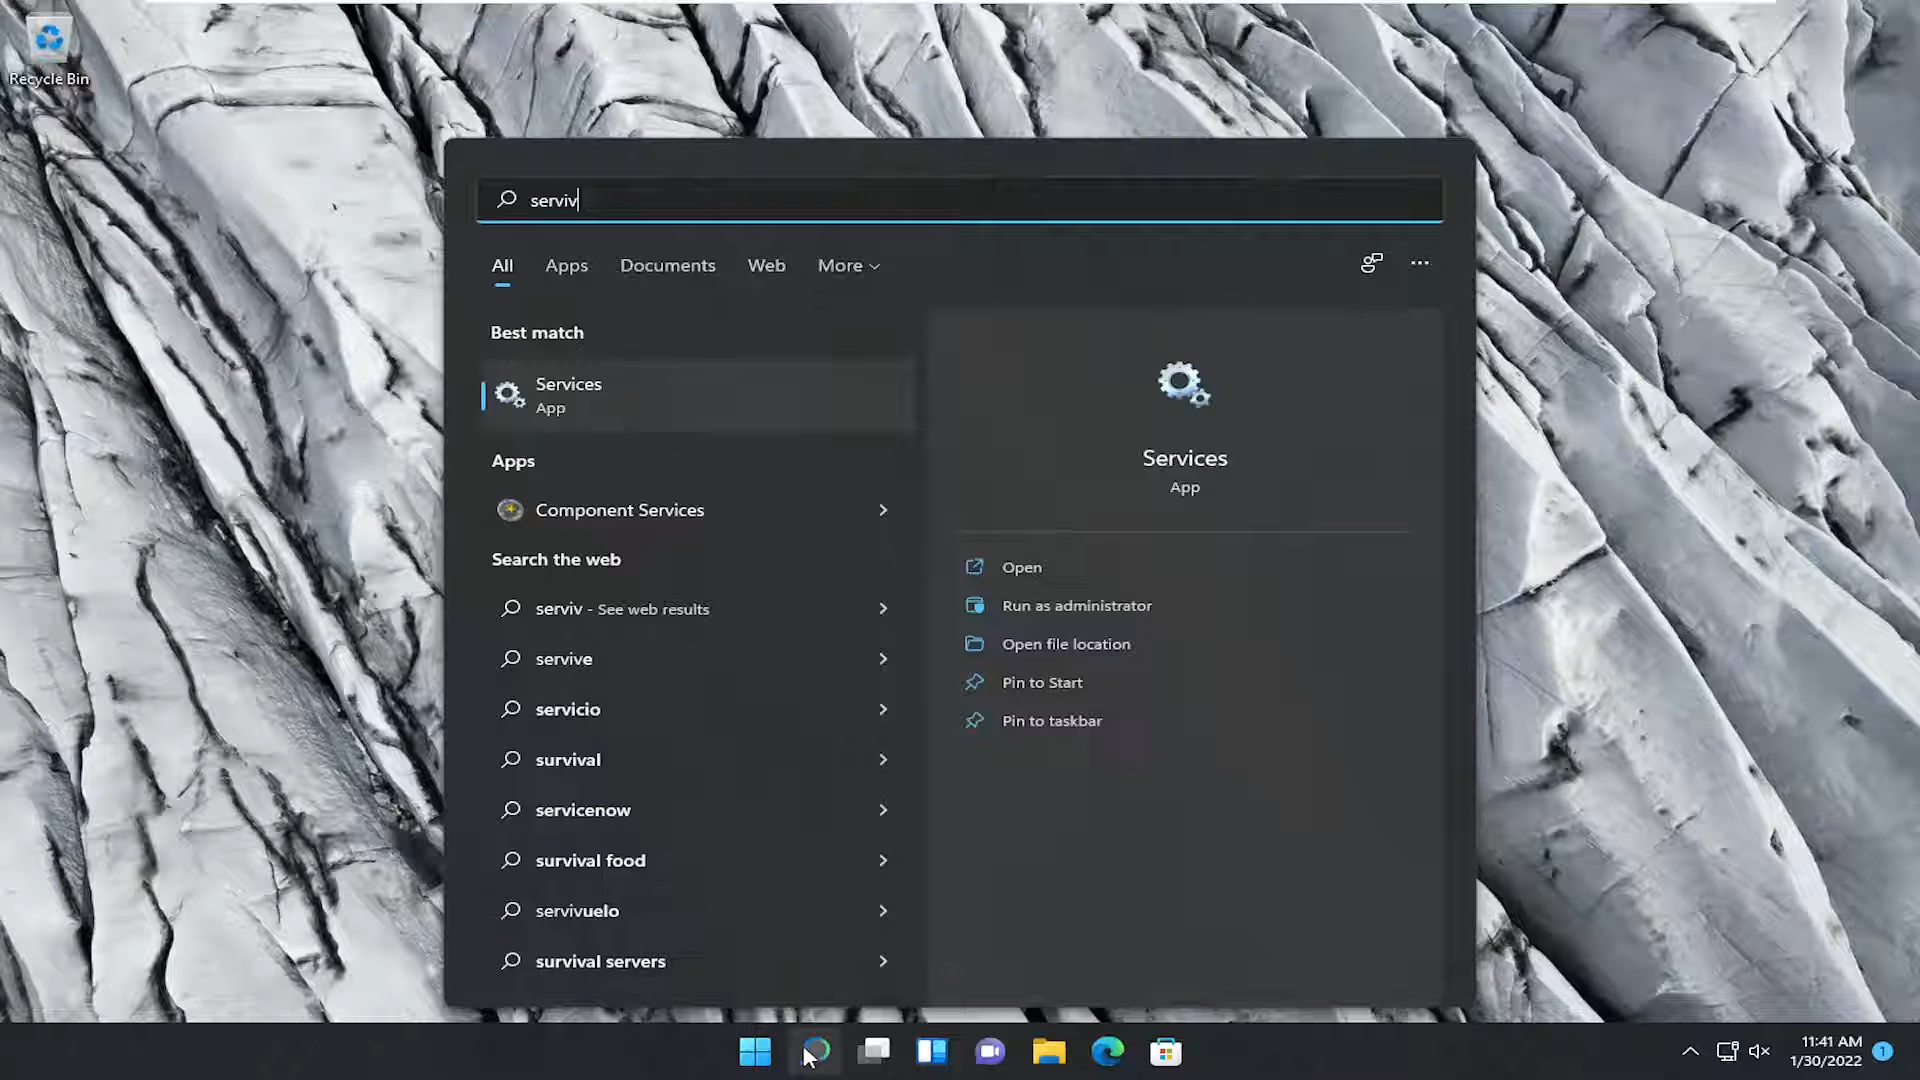 Recycle Bin
serviv
All Apps Documents Web More
Best match
Services
App
Apps
Component Services
Search the web
serviv - See web results
servive
servicio
survival
servicenow
survival food
servivuelo
survival servers
Services
App
Open
Run as administrator
Open file location
Pin to Start
Pin to taskbar
11:41 AM
1/30/2022
1